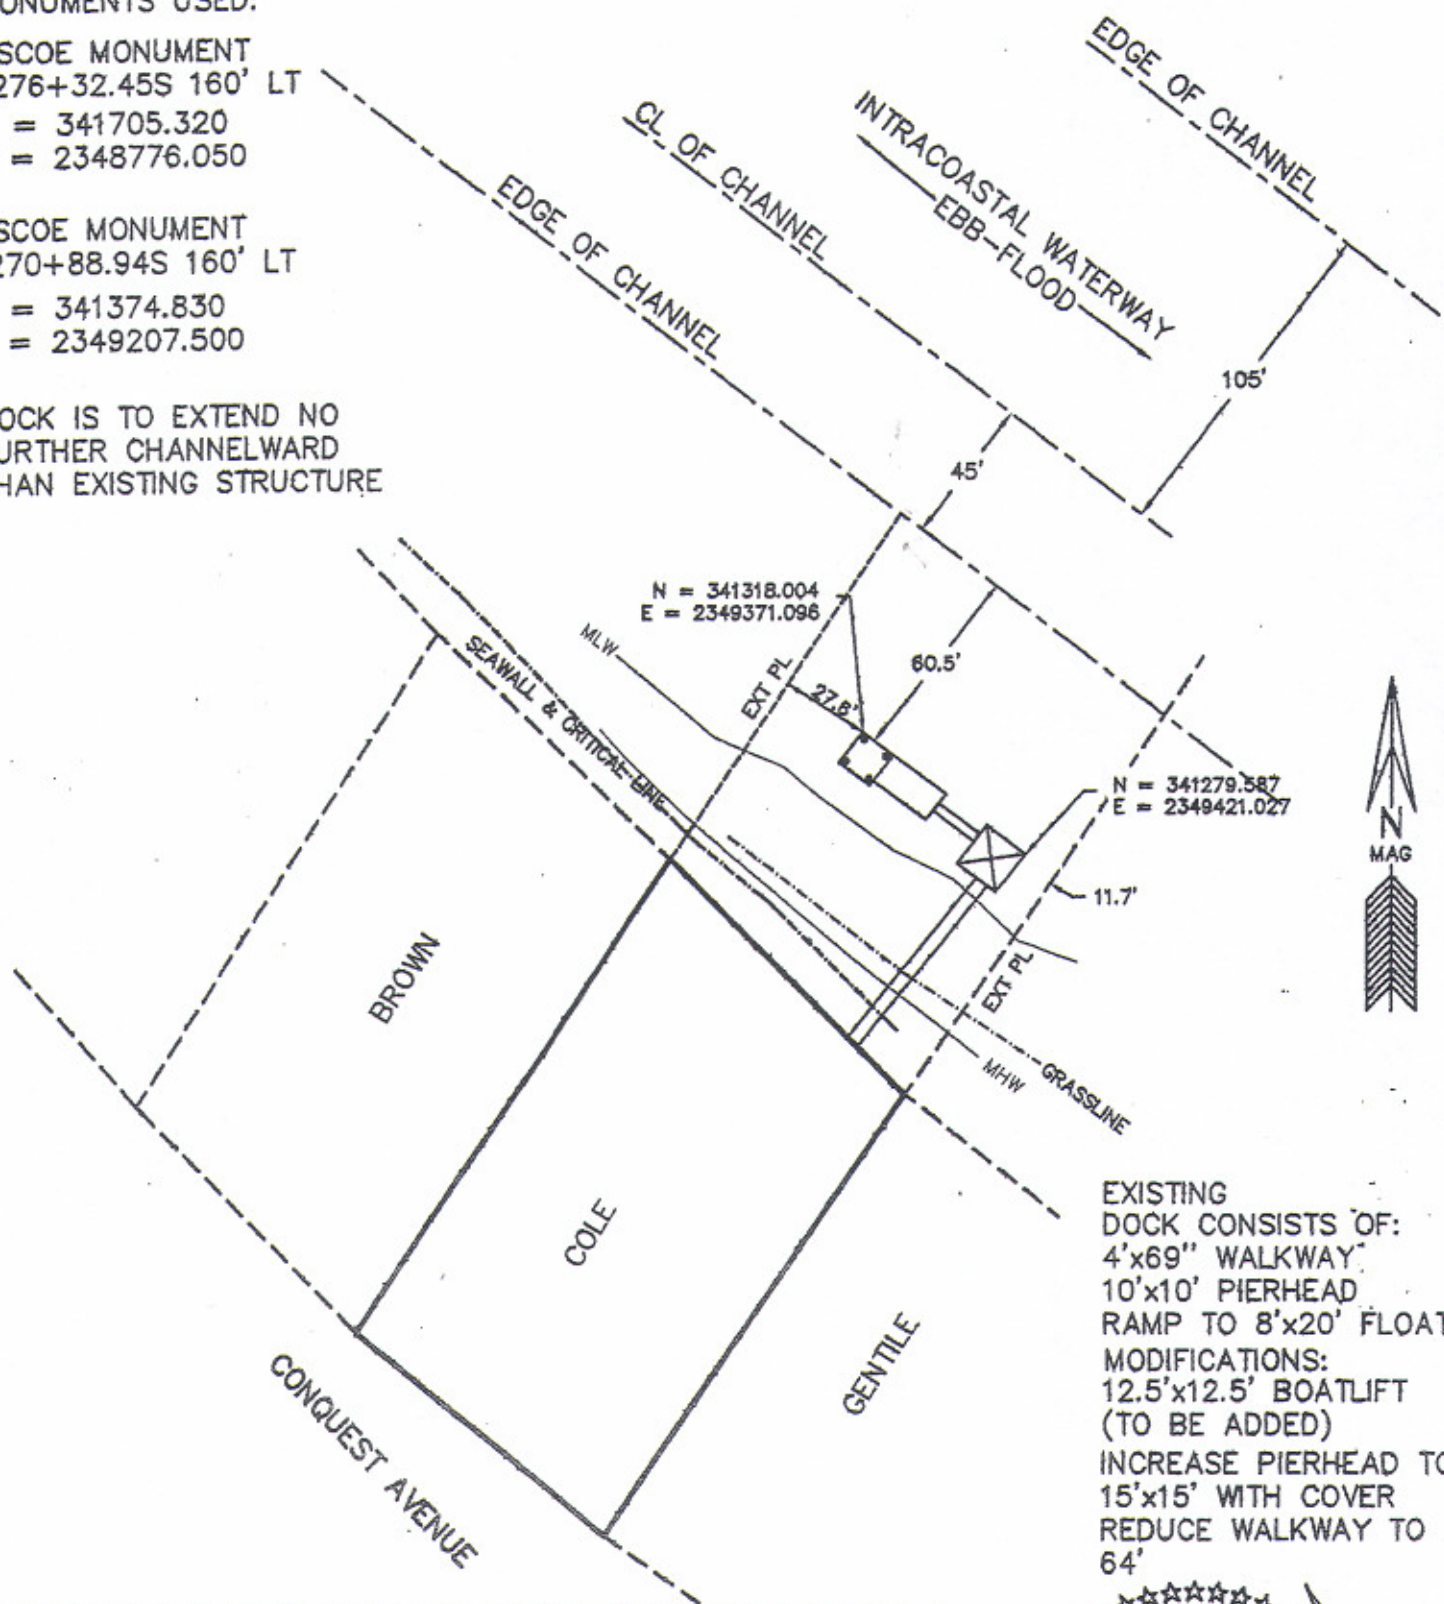 MONUMENTS USED:
SCOE MONUMENT
276+32.45S 160' LT
= 341705.320
= 2348776.050
SCOE MONUMENT
270+88.94S 160' LT
= 341374.830
= 2349207.500
OCK IS TO EXTEND NO
URTHER CHANNELWARD
HAN EXISTING STRUCTURE
EDGE OF CHANNEL
CL OF CHANNEL
INTRACOASTAL WATERWAY
EBB-FLOOD
EDGE OF CHANNEL
105'
45'
N = 341318.004
E = 2349371.096
MLW
SEAWALL & CRITICAL LINE
EXT PL
27.6'
60.5'
N = 341279.587
E = 2349421.027
11.7'
EXT PL
MHW
GRASSLINE
N
MAG
BROWN
COLE
GENTILE
CONQUEST AVENUE
EXISTING
DOCK CONSISTS OF:
4'x69" WALKWAY
10'x10' PIERHEAD
RAMP TO 8'x20' FLOAT
MODIFICATIONS:
12.5'x12.5' BOATLIFT
(TO BE ADDED)
INCREASE PIERHEAD TO
15'x15' WITH COVER
REDUCE WALKWAY TO
64'